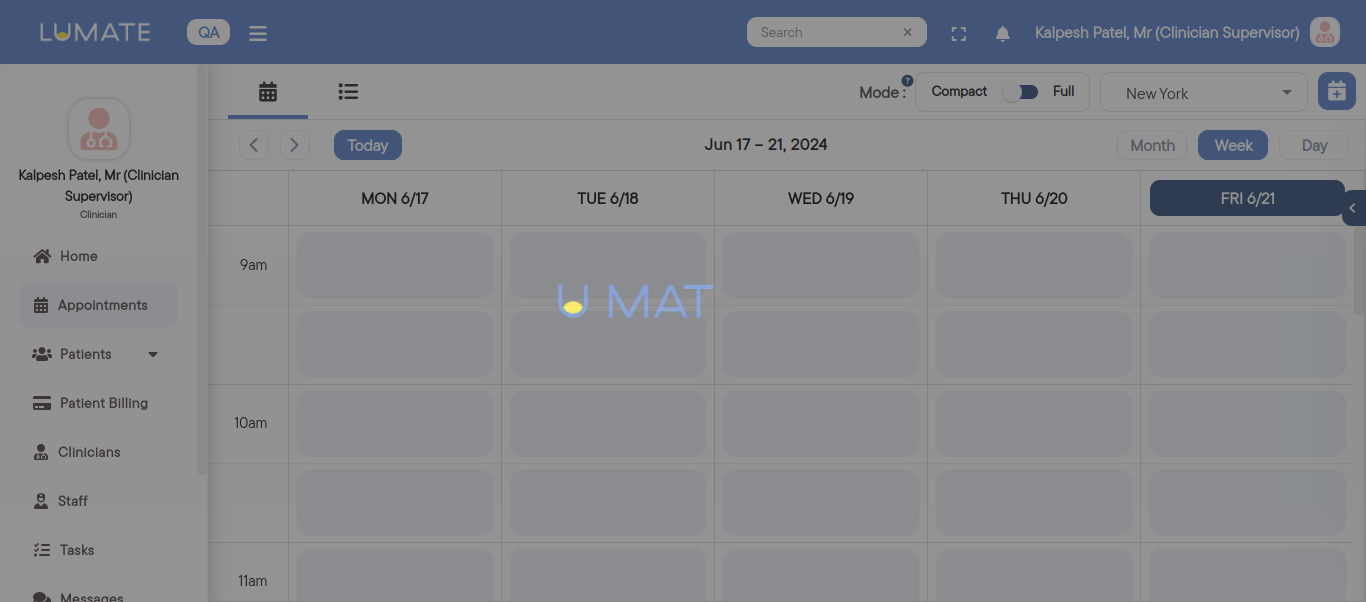 LUMATE
QA
Search
Kalpesh Patel, Mr (Clinician Supervisor)
Mode :
?
Compact
Full
New York
Today
Jun 17 – 21, 2024
Month
Week
Day
Kalpesh Patel, Mr (Clinician
Supervisor)
Clinician
Home
Appointments
Patients
Patient Billing
Clinicians
Staff
Tasks
Messages
MON 6/17
TUE 6/18
WED 6/19
THU 6/20
FRI 6/21
9am
10am
11am
U MAT